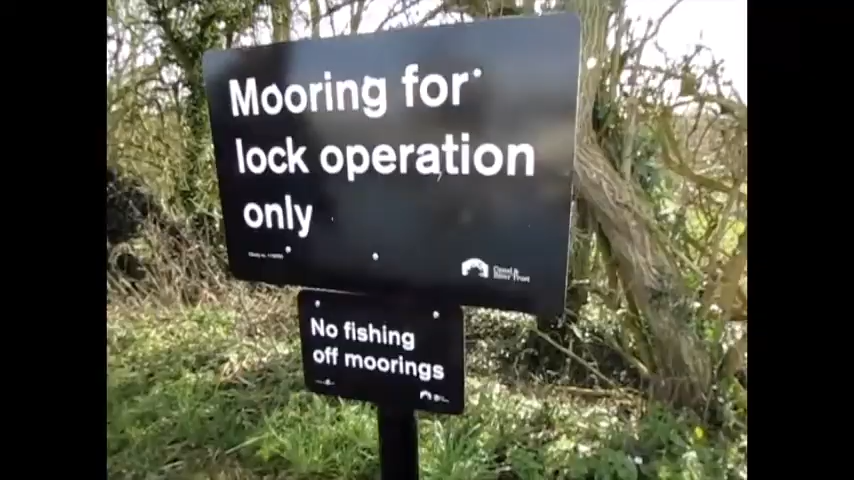 Mooring for
lock operation
only
Canal &
River Trust
No fishing
off moorings